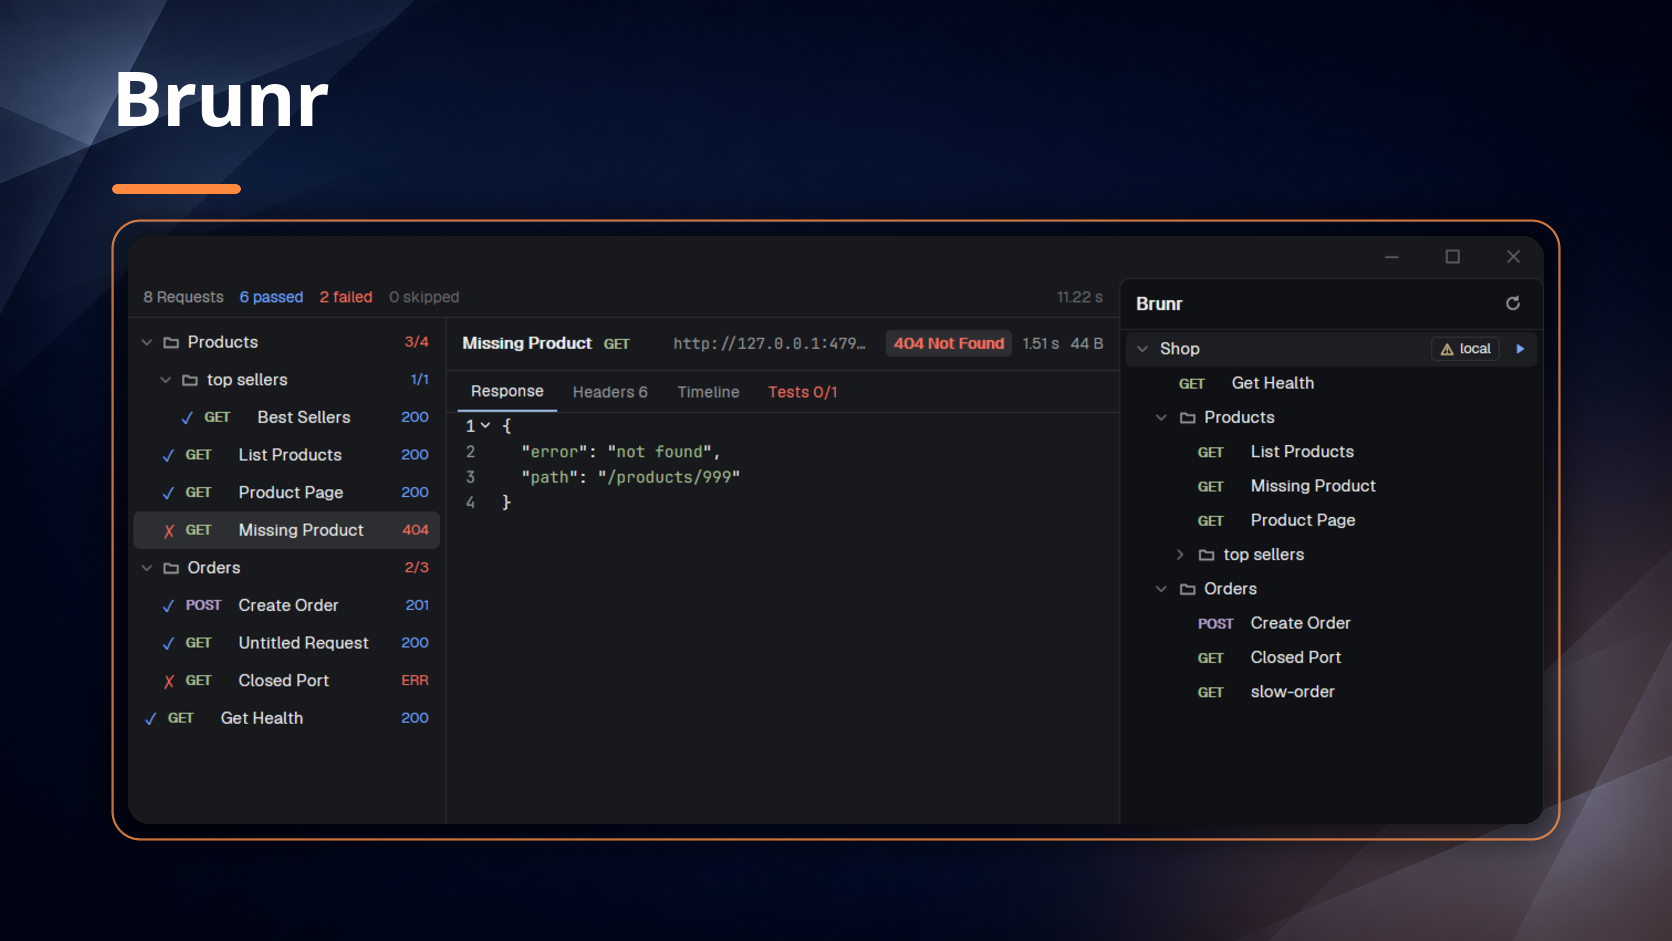 Brunr
8 Requests 6 passed 2 failed 0 skipped 11.22 s
Products 3/4
top sellers 1/1
GET Best Sellers 200
GET List Products 200
GET Product Page 200
GET Missing Product 404
Orders 2/3
POST Create Order 201
GET Untitled Request 200
GET Closed Port ERR
GET Get Health 200
Missing Product GET http://127.0.0.1:479… 404 Not Found 1.51 s 44 B
Response Headers 6 Timeline Tests 0/1
1 {
2 "error": "not found",
3 "path": "/products/999"
4 }
Brunr
Shop local
GET Get Health
Products
GET List Products
GET Missing Product
GET Product Page
top sellers
Orders
POST Create Order
GET Closed Port
GET slow-order